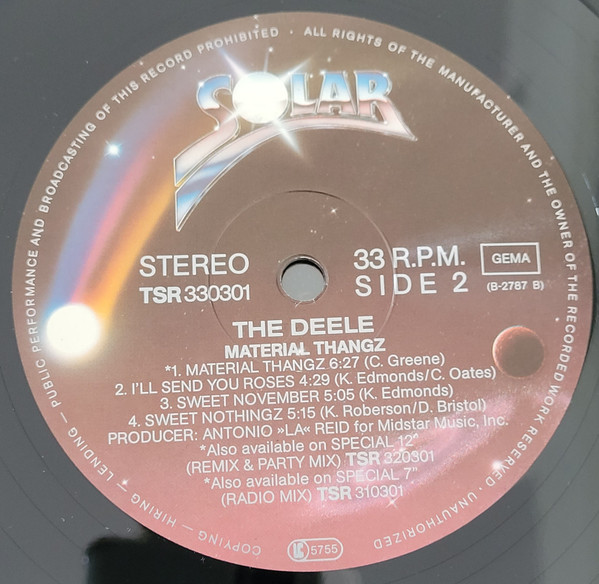 COPYING — HIRING — LENDING — PUBLIC PERFORMANCE AND BROADCASTING OF THIS RECORD PROHIBITED · ALL RIGHTS OF THE MANUFACTURER AND THE OWNER OF THE RECORDED WORK RESERVED · UNAUTHORIZED
SOLAR
STEREO
TSR 330301
33 R.P.M.
SIDE 2
GEMA
(B-2787 B)
THE DEELE
MATERIAL THANGZ
*1. MATERIAL THANGZ 6:27 (C. Greene)
2. I'LL SEND YOU ROSES 4:29 (K. Edmonds/C. Oates)
3. SWEET NOVEMBER 5:05 (K. Edmonds)
4. SWEET NOTHINGZ 5:15 (K. Roberson/D. Bristol)
PRODUCER: ANTONIO »LA« REID for Midstar Music, Inc.
*Also available on SPECIAL 12"
(REMIX & PARTY MIX) TSR 320301
*Also available on SPECIAL 7"
(RADIO MIX) TSR 310301
LC 5755